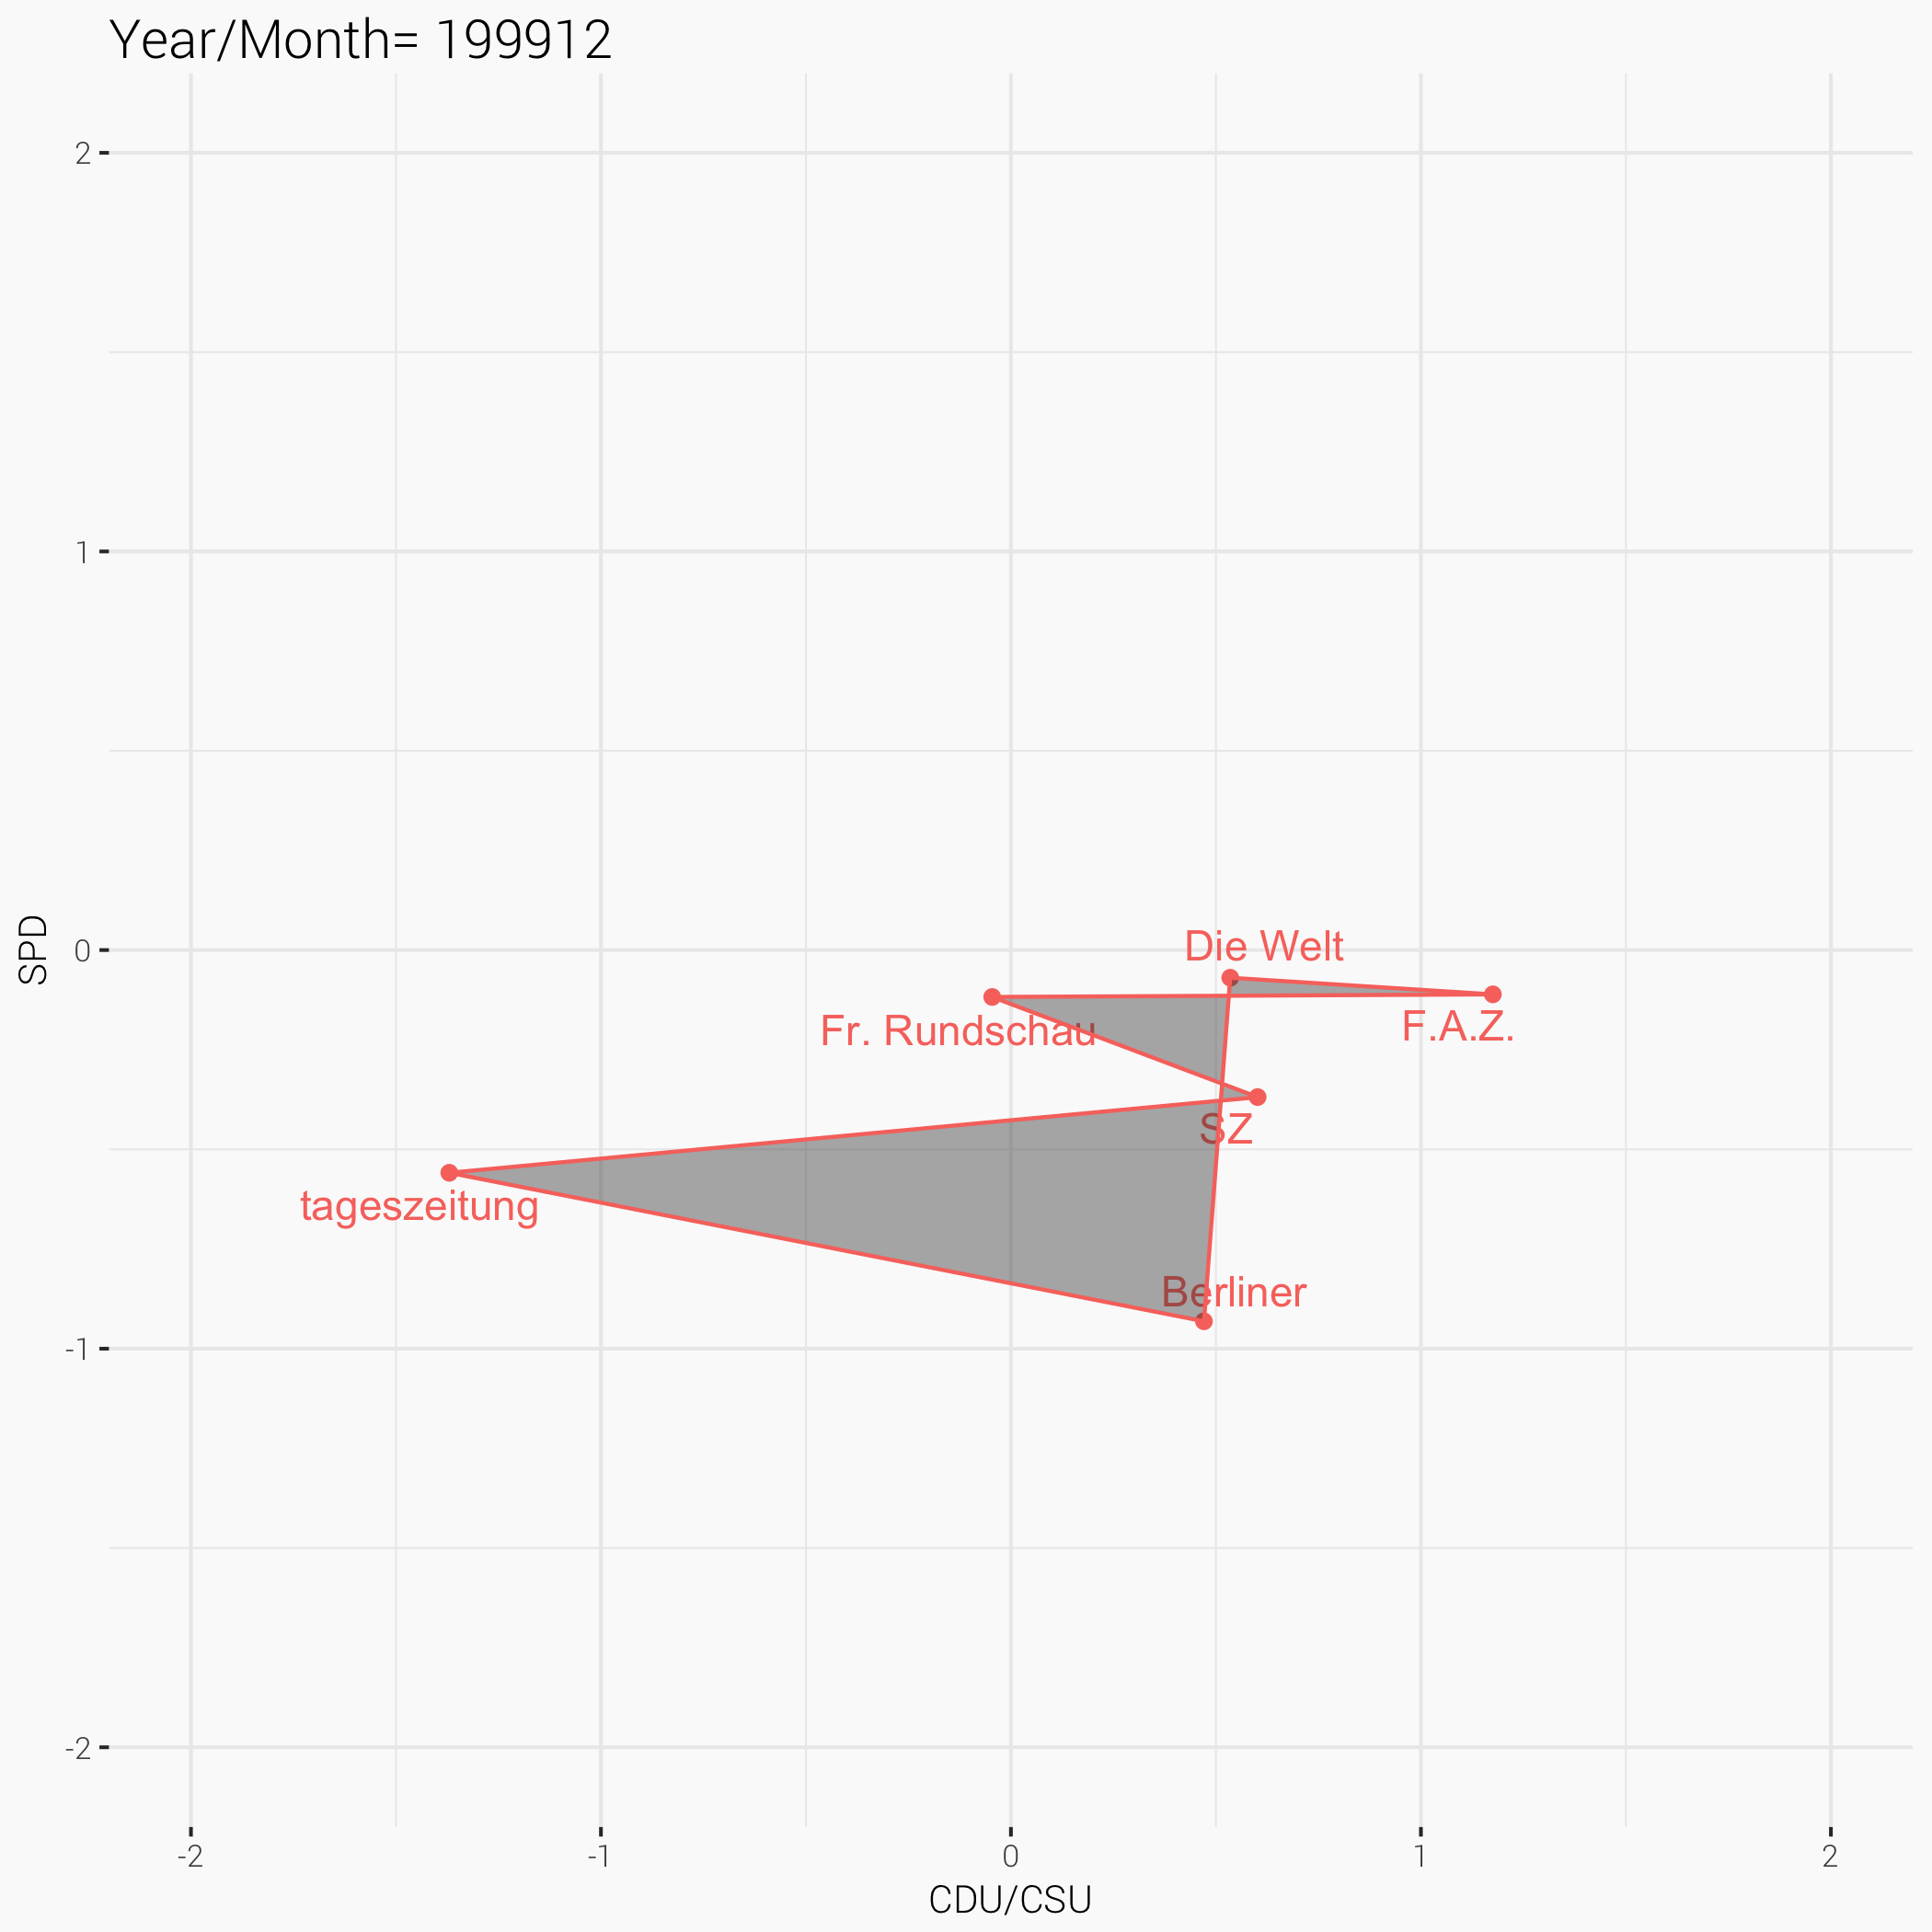 Year/Month= 199912
2
1
0
-1
-2
SPD
Die Welt
Fr. Rundschau
F.A.Z.
SZ
tageszeitung
Berliner
-2
-1
0
1
2
CDU/CSU